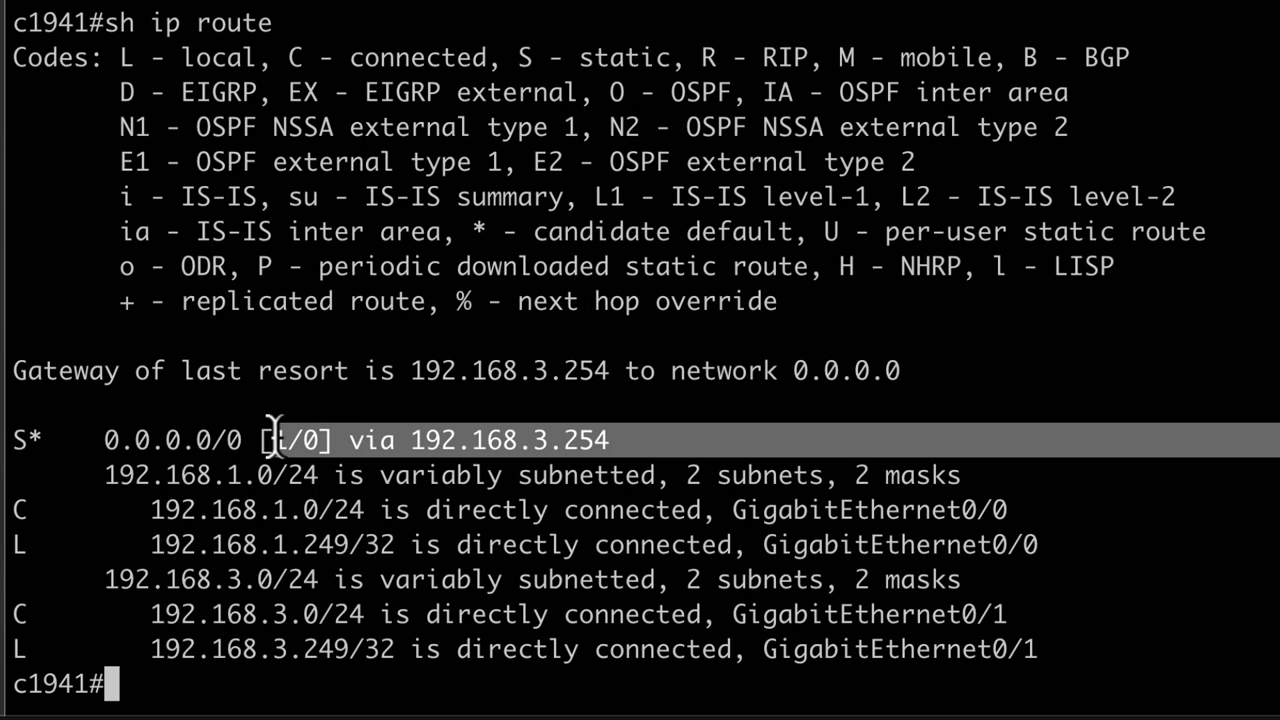 c1941#sh ip route
Codes: L - local, C - connected, S - static, R - RIP, M - mobile, B - BGP
D - EIGRP, EX - EIGRP external, O - OSPF, IA - OSPF inter area
N1 - OSPF NSSA external type 1, N2 - OSPF NSSA external type 2
E1 - OSPF external type 1, E2 - OSPF external type 2
i - IS-IS, su - IS-IS summary, L1 - IS-IS level-1, L2 - IS-IS level-2
ia - IS-IS inter area, * - candidate default, U - per-user static route
o - ODR, P - periodic downloaded static route, H - NHRP, l - LISP
+ - replicated route, % - next hop override
Gateway of last resort is 192.168.3.254 to network 0.0.0.0
S* 0.0.0.0/0 [1/0] via 192.168.3.254
192.168.1.0/24 is variably subnetted, 2 subnets, 2 masks
C 192.168.1.0/24 is directly connected, GigabitEthernet0/0
L 192.168.1.249/32 is directly connected, GigabitEthernet0/0
192.168.3.0/24 is variably subnetted, 2 subnets, 2 masks
C 192.168.3.0/24 is directly connected, GigabitEthernet0/1
L 192.168.3.249/32 is directly connected, GigabitEthernet0/1
c1941#